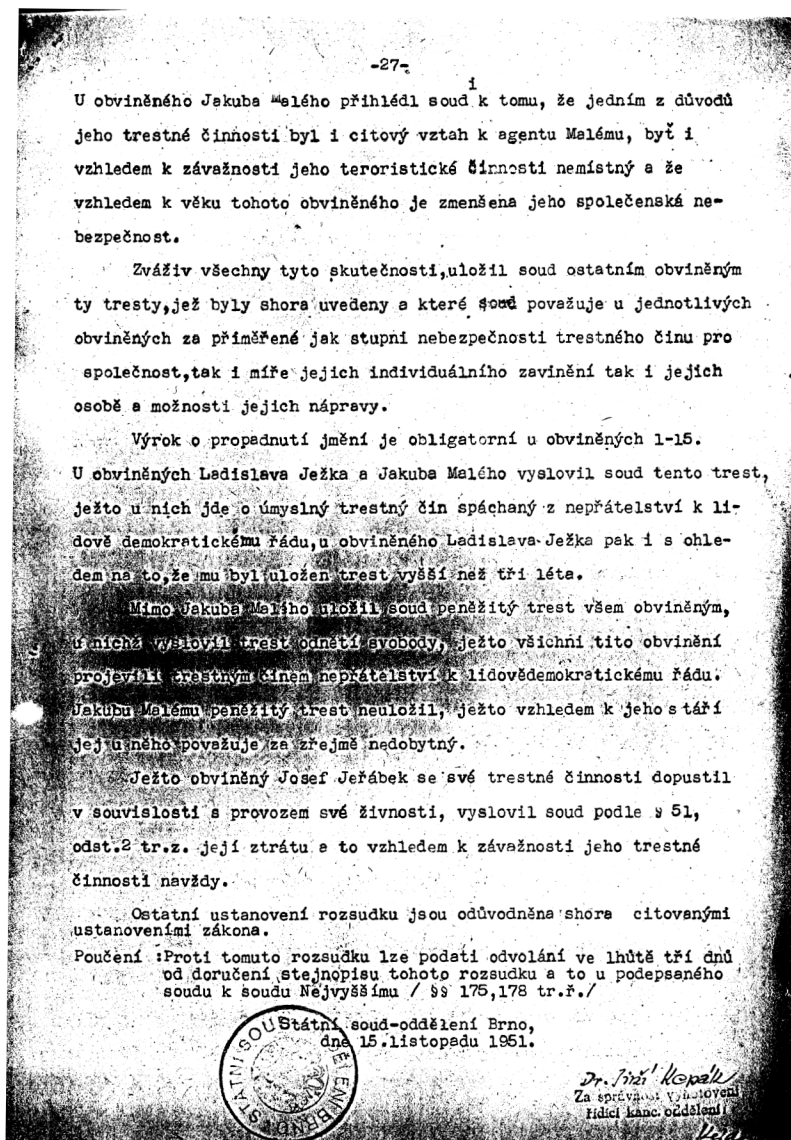 -27-
i
U obviněného Jakuba Malého přihlédl soud k tomu, že jedním z důvodů
jeho trestné činnosti byl i citový vztah k agentu Malému, byť i
vzhledem k závažnosti jeho teroristické činnosti nemístný a že
vzhledem k věku tohoto obviněného je zmenšena jeho společenská ne-
bezpečnost.
Zváživ všechny tyto skutečnosti,uložil soud ostatním obviněným
ty tresty,jež byly shora uvedeny a které soud považuje u jednotlivých
obviněných za přiměřené jak stupni nebezpečnosti trestného činu pro
společnost,tak i míře jejich individuálního zavinění tak i jejich
osobě a možnosti jejich nápravy.
Výrok o propadnutí jmění je obligatorní u obviněných 1-15.
U obviněných Ladislava Ježka a Jakuba Malého vyslovil soud tento trest,
ježto u nich jde o úmyslný trestný čin spáchaný z nepřátelství k li-
dově demokratickému řádu,u obviněného Ladislava Ježka pak i s ohle-
dem na to,že mu byl uložen trest vyšší než tři léta.
Mimo Jakuba Malého uložil soud peněžitý trest všem obviněným,
u nichž vyslovil trest odnětí svobody, ježto všichni tito obvinění
projevili trestným činem nepřátelství k lidovědemokratickému řádu.
Jakubu Malému peněžitý trest neuložil, ježto vzhledem k jeho stáří
jej u něho považuje za zřejmě nedobytný.
Ježto obviněný Josef Jeřábek se své trestné činnosti dopustil
v souvislosti s provozem své živnosti, vyslovil soud podle § 51,
odst.2 tr.z. její ztrátu a to vzhledem k závažnosti jeho trestné
činnosti navždy.
Ostatní ustanovení rozsudku jsou odůvodněna shora citovanými
ustanoveními zákona.
Poučení :Proti tomuto rozsudku lze podati odvolání ve lhůtě tří dnů
od doručení stejnopisu tohoto rozsudku a to u podepsaného
soudu k soudu Nejvyššímu / §§ 175,178 tr.ř./
Státní soud-oddělení Brno,
dne 15.listopadu 1951.
STÁTNÍ SOUD ODDĚLENÍ BRNO
Dr. Jiří Kepák
Za správnost vyhotovení
řídící kanc. oddělení